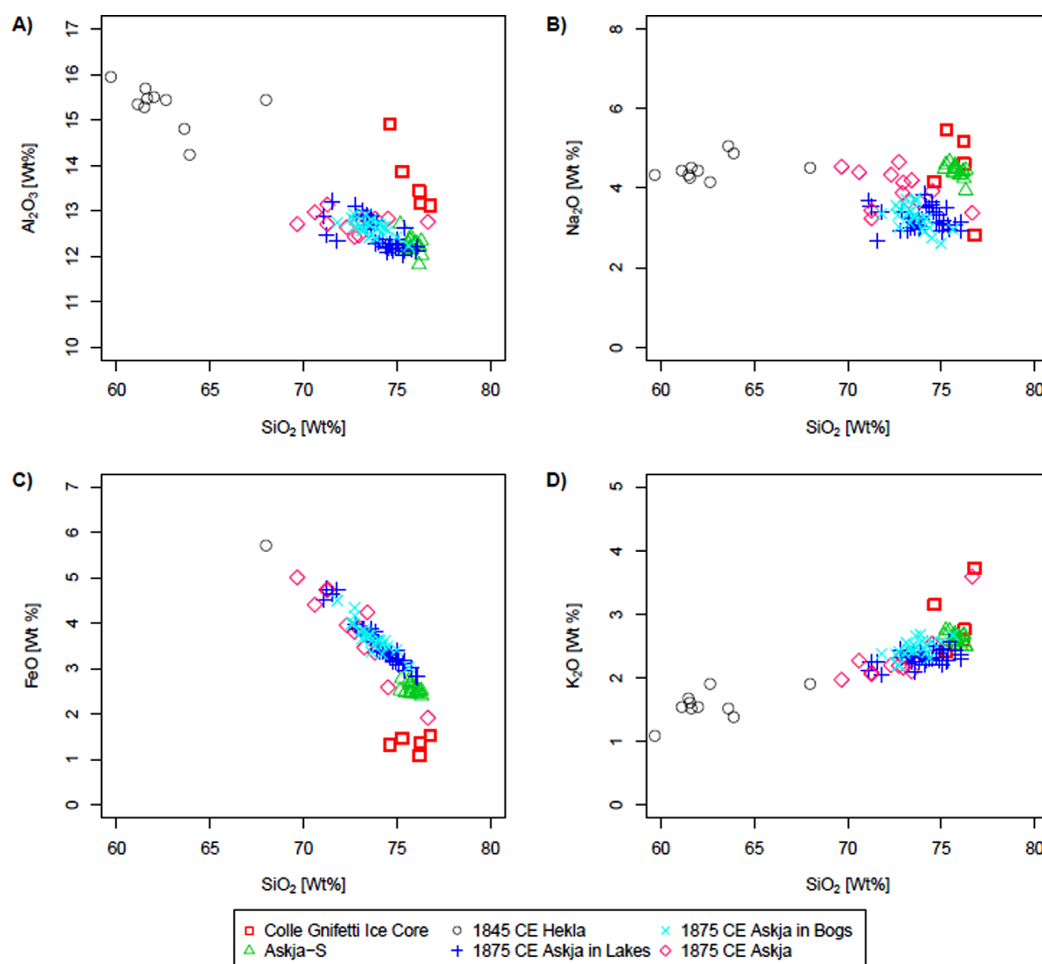 A)
Al₂O₃ [Wt%]
17
16
15
14
13
12
11
10
60 65 70 75 80
SiO₂ [Wt%]
B)
Na₂O [Wt %]
8
6
4
2
0
60 65 70 75 80
SiO₂ [Wt%]
C)
FeO [Wt %]
7
6
5
4
3
2
1
0
60 65 70 75 80
SiO₂ [Wt%]
D)
K₂O [Wt %]
5
4
3
2
1
0
60 65 70 75 80
SiO₂ [Wt%]
Colle Gnifetti Ice Core 1845 CE Hekla 1875 CE Askja in Bogs
Askja-S 1875 CE Askja in Lakes 1875 CE Askja